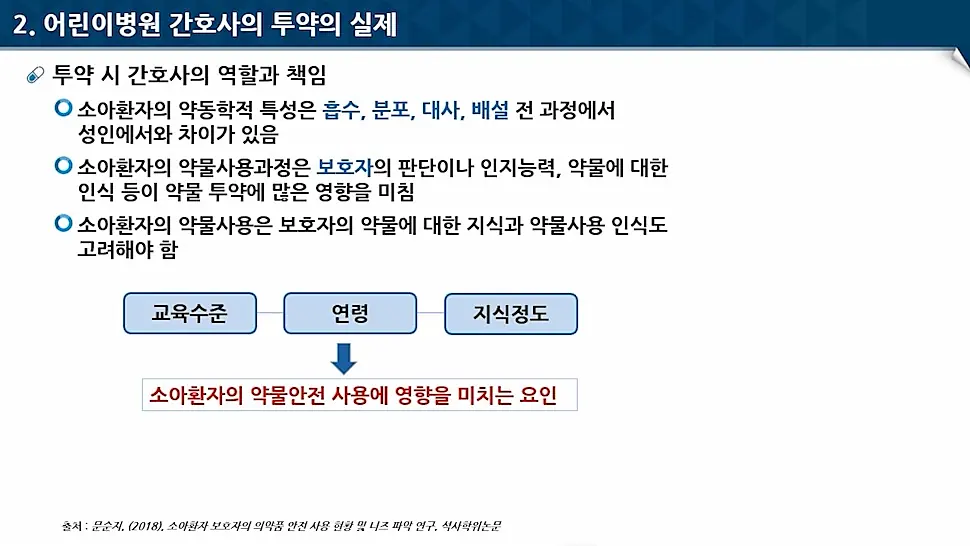 2. 어린이병원 간호사의 투약의 실제
투약 시 간호사의 역할과 책임
소아환자의 약동학적 특성은 흡수, 분포, 대사, 배설 전 과정에서
성인에서와 차이가 있음
소아환자의 약물사용과정은 보호자의 판단이나 인지능력, 약물에 대한
인식 등이 약물 투약에 많은 영향을 미침
소아환자의 약물사용은 보호자의 약물에 대한 지식과 약물사용 인식도
고려해야 함
교육수준 연령 지식정도
소아환자의 약물안전 사용에 영향을 미치는 요인
출처 : 문순지, (2018), 소아환자 보호자의 의약품 안전 사용 현황 및 니즈 파악 연구, 석사학위논문